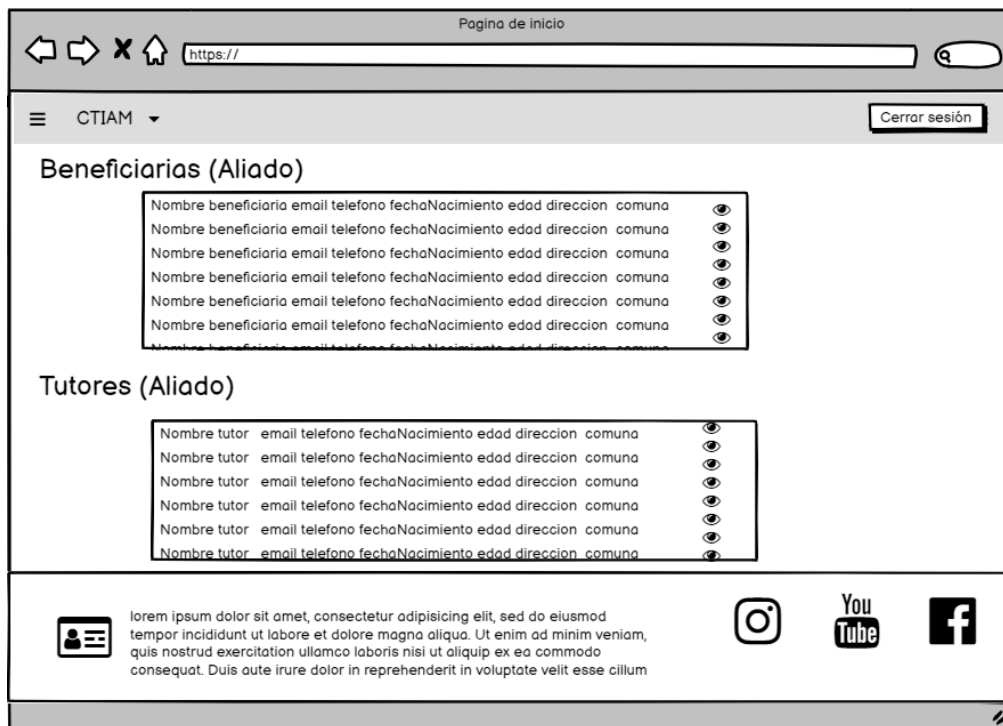 Pagina de inicio
https://
CTIAM
Cerrar sesión
Beneficiarias (Aliado)
Nombre beneficiaria email telefono fechaNacimiento edad direccion comuna
Nombre beneficiaria email telefono fechaNacimiento edad direccion comuna
Nombre beneficiaria email telefono fechaNacimiento edad direccion comuna
Nombre beneficiaria email telefono fechaNacimiento edad direccion comuna
Nombre beneficiaria email telefono fechaNacimiento edad direccion comuna
Nombre beneficiaria email telefono fechaNacimiento edad direccion comuna
Nombre beneficiaria email telefono fechaNacimiento edad direccion comuna
Tutores (Aliado)
Nombre tutor email telefono fechaNacimiento edad direccion comuna
Nombre tutor email telefono fechaNacimiento edad direccion comuna
Nombre tutor email telefono fechaNacimiento edad direccion comuna
Nombre tutor email telefono fechaNacimiento edad direccion comuna
Nombre tutor email telefono fechaNacimiento edad direccion comuna
Nombre tutor email telefono fechaNacimiento edad direccion comuna
lorem ipsum dolor sit amet, consectetur adipisicing elit, sed do eiusmod
tempor incididunt ut labore et dolore magna aliqua. Ut enim ad minim veniam,
quis nostrud exercitation ullamco laboris nisi ut aliquip ex ea commodo
consequat. Duis aute irure dolor in reprehenderit in voluptate velit esse cillum
You
Tube